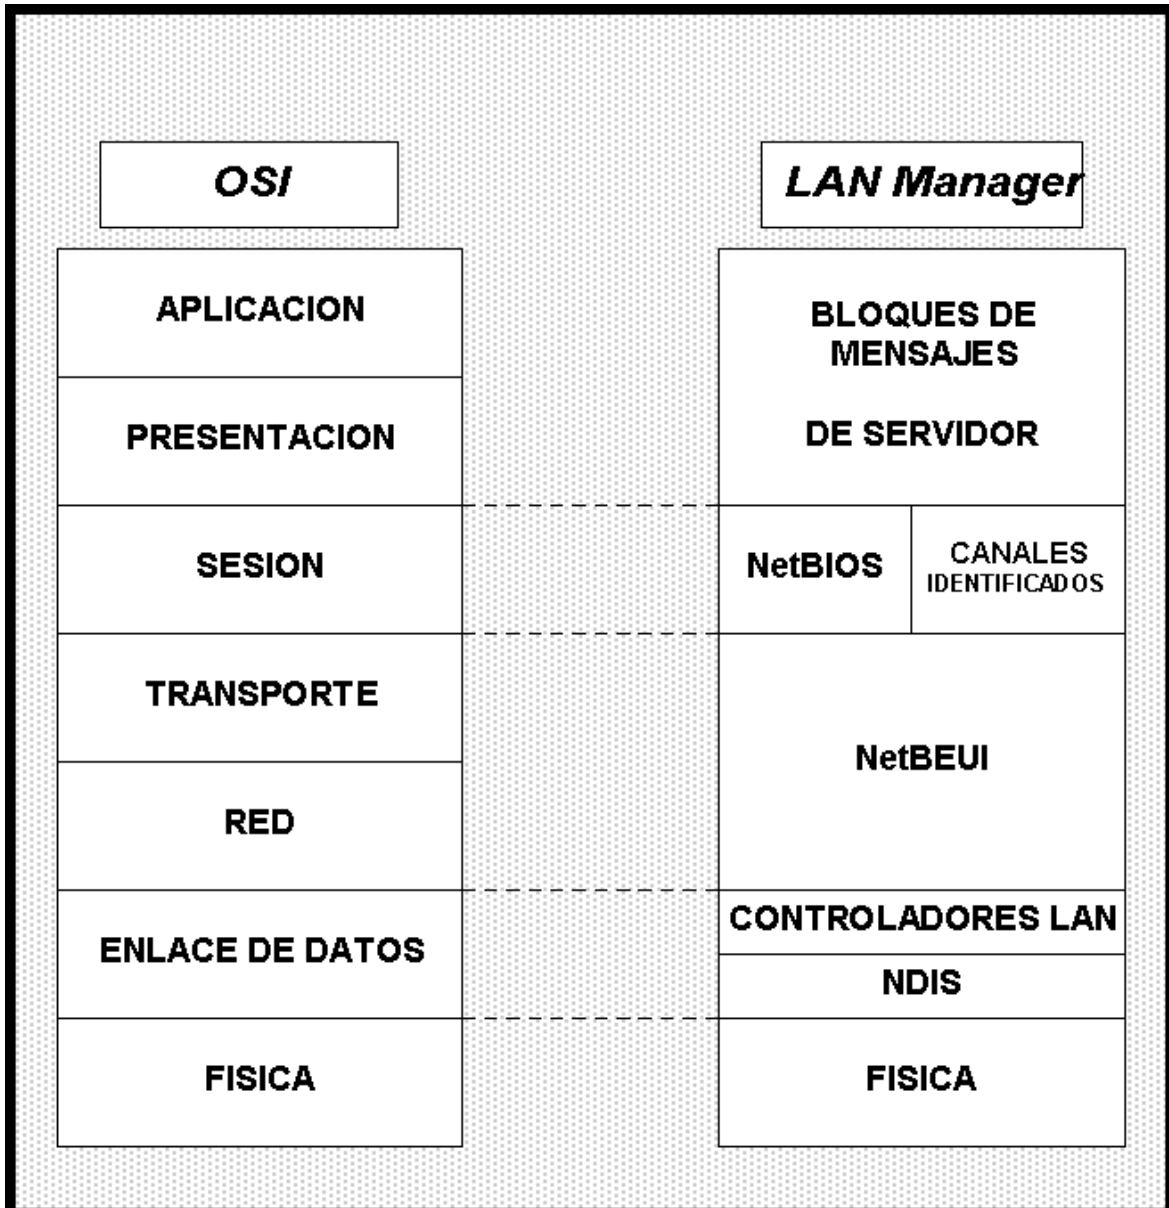 OSI
APLICACION
PRESENTACION
SESION
TRANSPORTE
RED
ENLACE DE DATOS
FISICA
LAN Manager
BLOQUES DE
MENSAJES
DE SERVIDOR
NetBIOS
CANALES
IDENTIFICADOS
NetBEUI
CONTROLADORES LAN
NDIS
FISICA